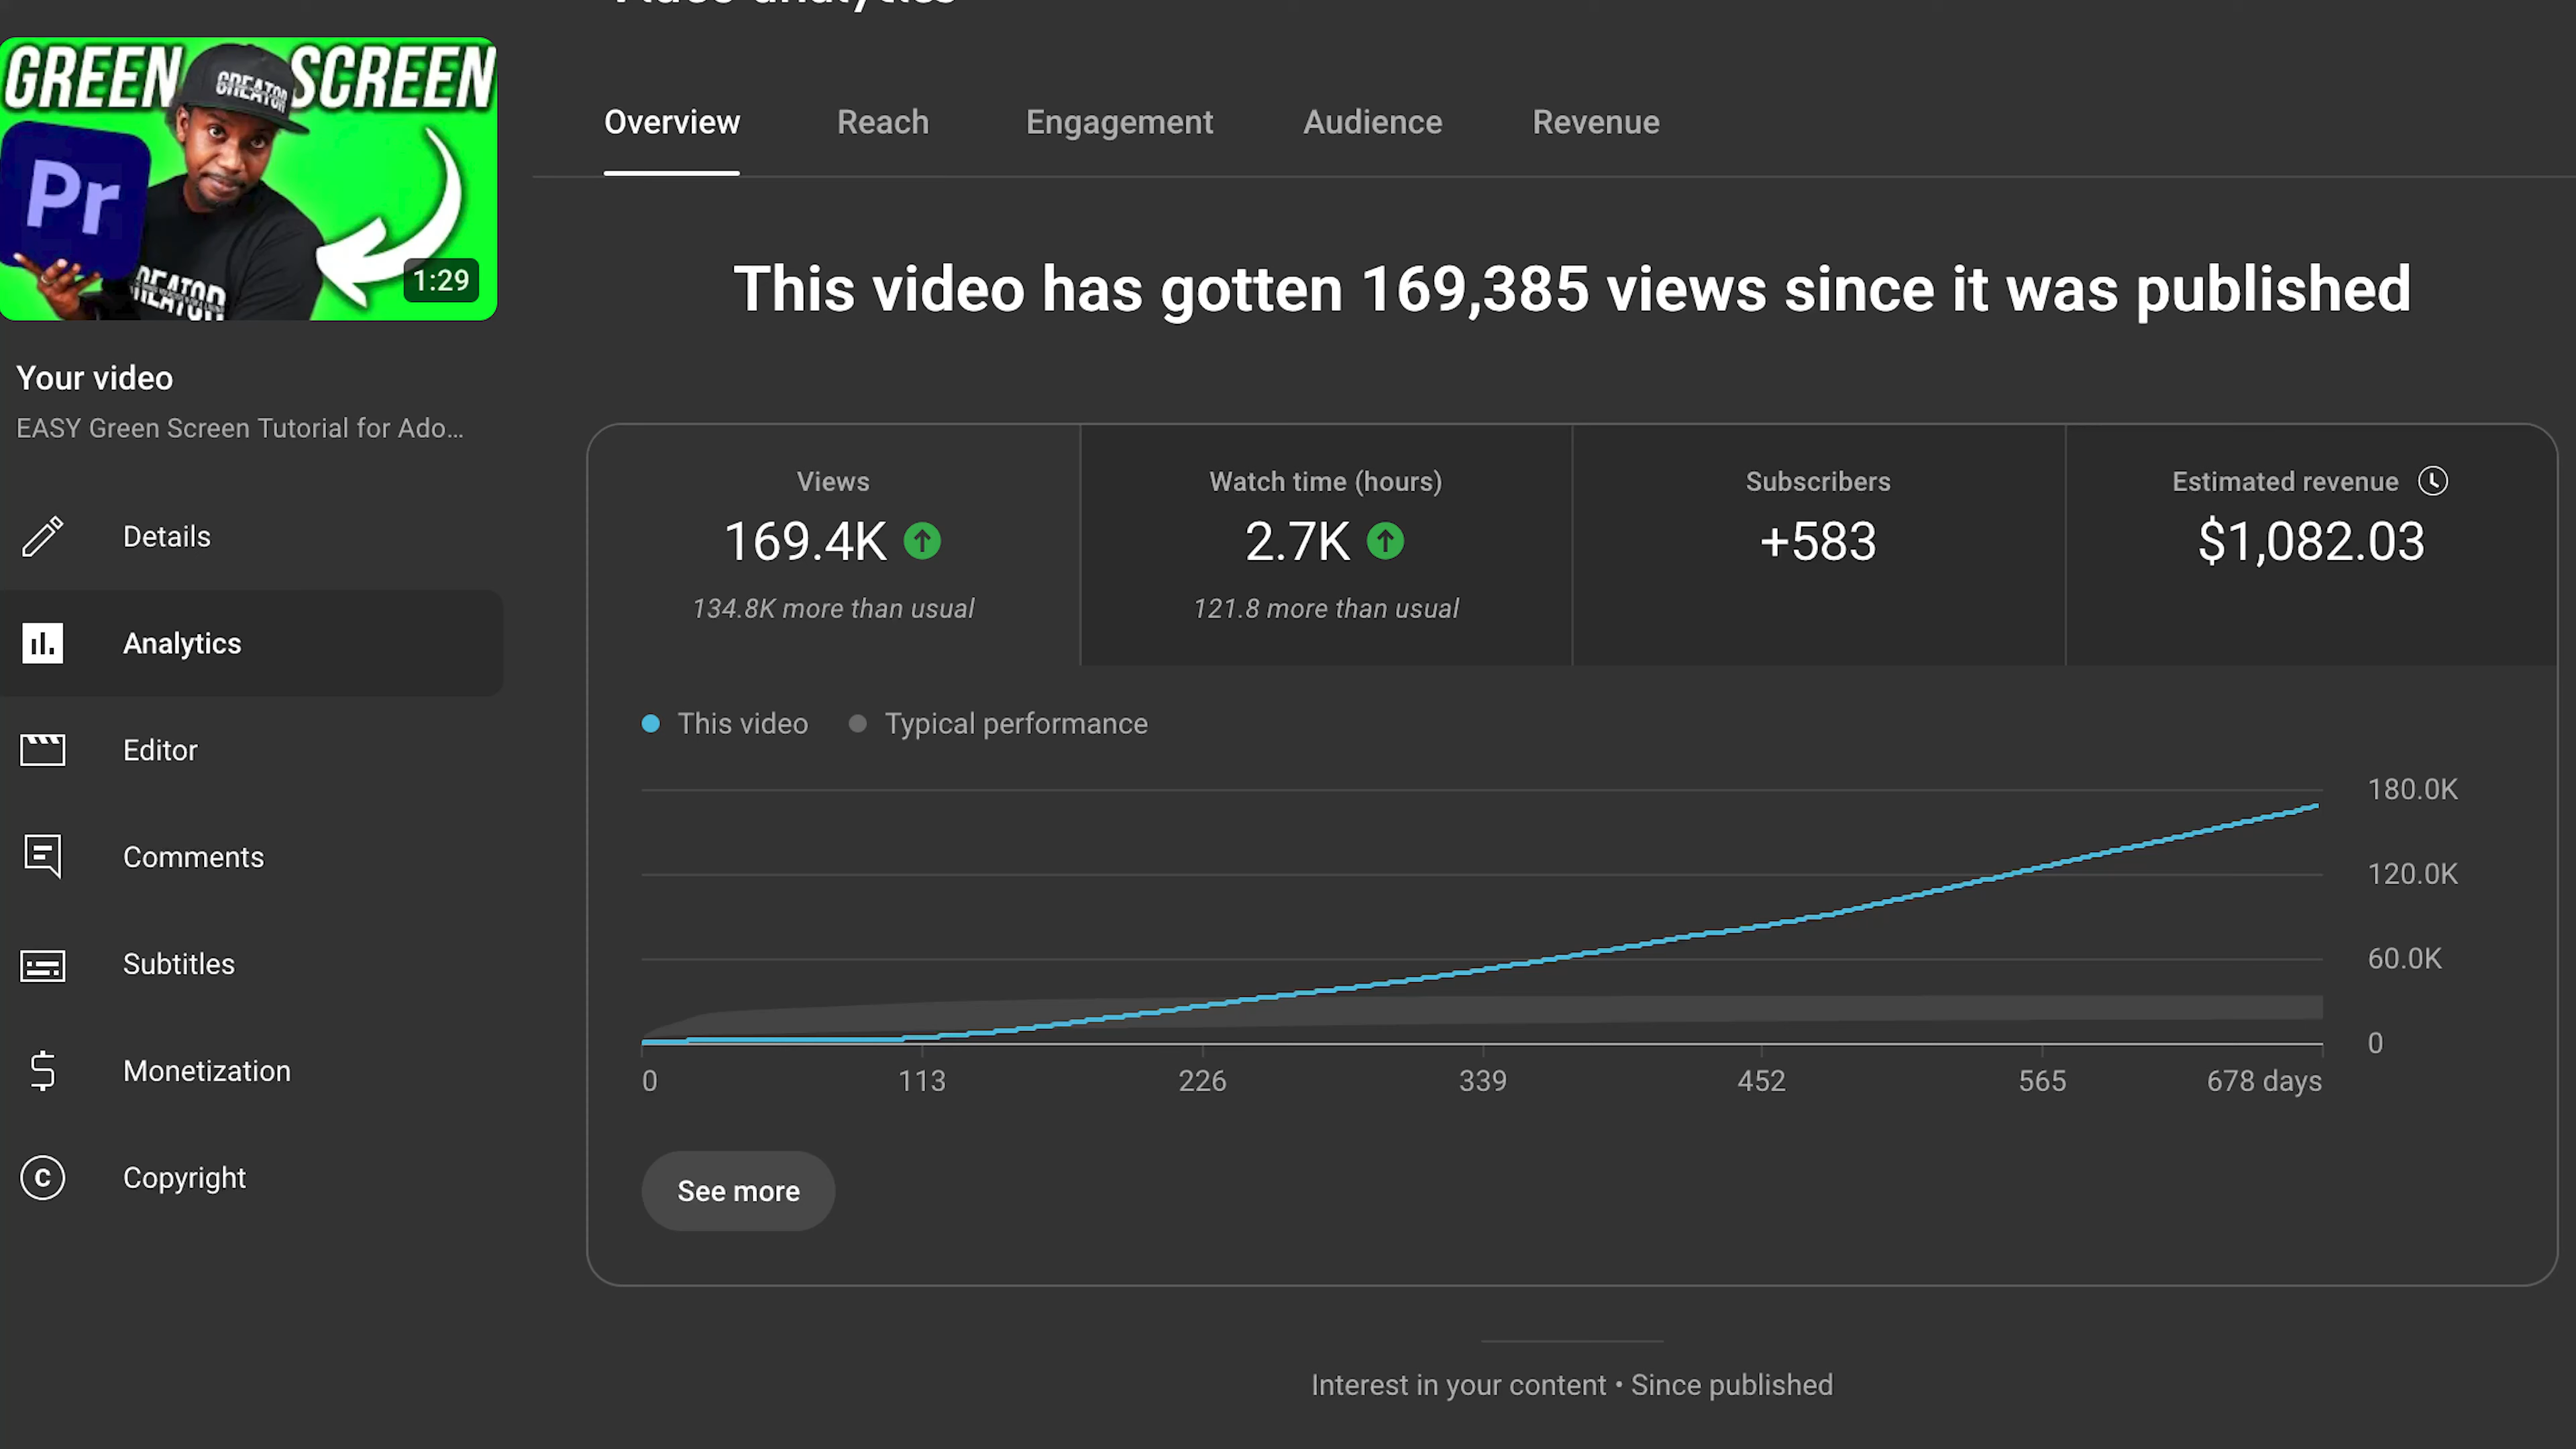 Video analytics
GREEN SCREEN
CREATOR
Pr
CREATOR
1:29
Your video
EASY Green Screen Tutorial for Ado…
Details
Analytics
Editor
Comments
Subtitles
Monetization
Copyright
Overview Reach Engagement Audience Revenue
This video has gotten 169,385 views since it was published
Views
169.4K
134.8K more than usual
Watch time (hours)
2.7K
121.8 more than usual
Subscribers
+583
Estimated revenue
$1,082.03
This video Typical performance
180.0K
120.0K
60.0K
0
0 113 226 339 452 565 678 days
See more
Interest in your content • Since published